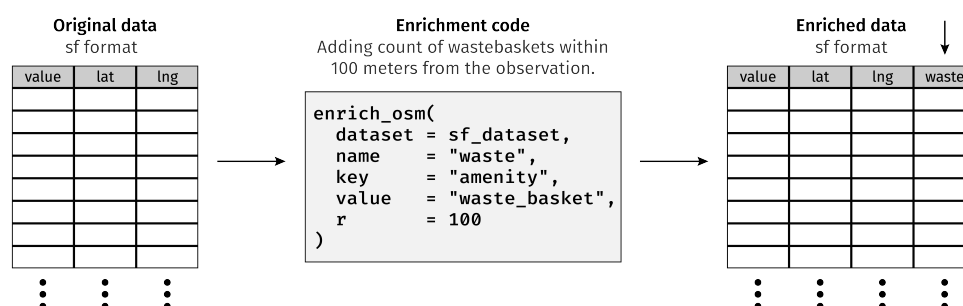 Original data
sf format
value lat lng
Enrichment code
Adding count of wastebaskets within
100 meters from the observation.
enrich_osm(
  dataset = sf_dataset,
  name    = "waste",
  key     = "amenity",
  value   = "waste_basket",
  r       = 100
)
Enriched data
sf format
value lat lng waste